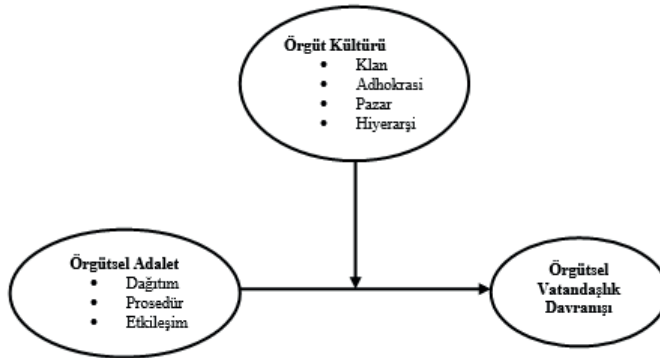 Örgüt Kültürü
• Klan
• Adhokrasi
• Pazar
• Hiyerarşi
Örgütsel Adalet
• Dağıtım
• Prosedür
• Etkileşim
Örgütsel
Vatandaşlık
Davranışı